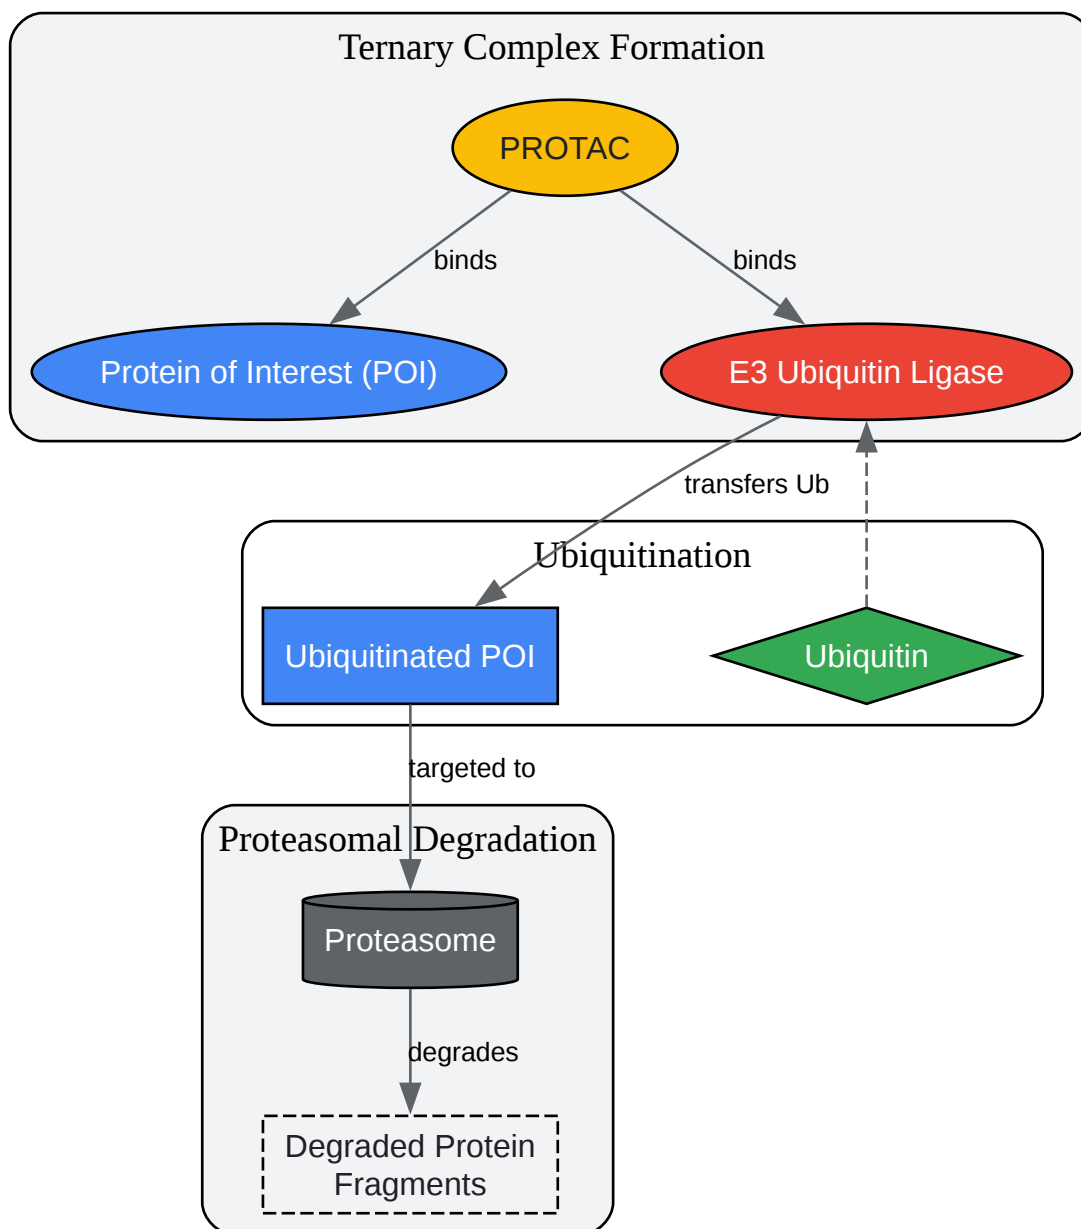 Ternary Complex Formation
PROTAC
binds
binds
Protein of Interest (POI)
E3 Ubiquitin Ligase
transfers Ub
Ubiquitination
Ubiquitinated POI
Ubiquitin
targeted to
Proteasomal Degradation
Proteasome
degrades
Degraded Protein
Fragments